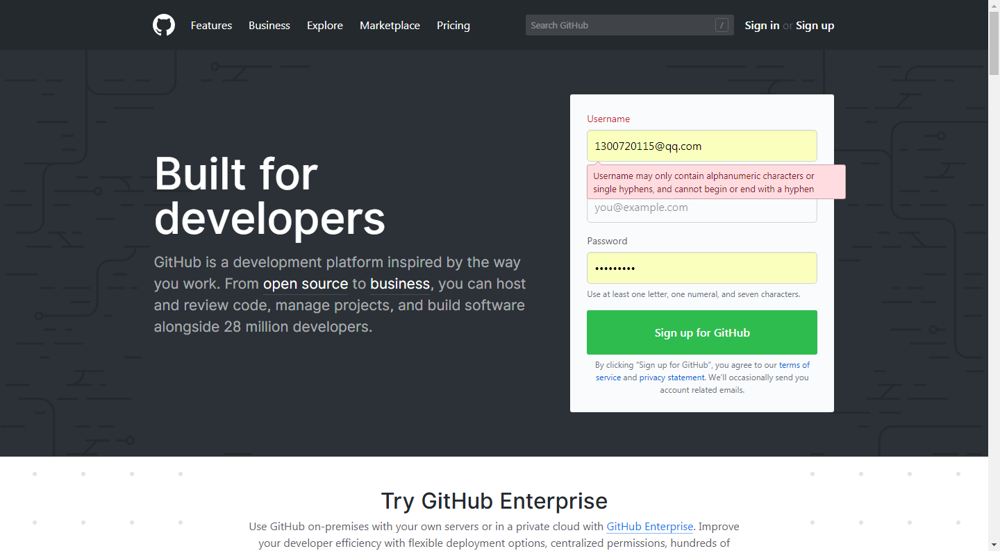 Features Business Explore Marketplace Pricing Search GitHub / Sign in or Sign up
Built for
developers
GitHub is a development platform inspired by the way
you work. From open source to business, you can host
and review code, manage projects, and build software
alongside 28 million developers.
Username
1300720115@qq.com
Username may only contain alphanumeric characters or
single hyphens, and cannot begin or end with a hyphen
you@example.com
Password
•••••••••
Use at least one letter, one numeral, and seven characters.
Sign up for GitHub
By clicking “Sign up for GitHub”, you agree to our terms of
service and privacy statement. We’ll occasionally send you
account related emails.
Try GitHub Enterprise
Use GitHub on-premises with your own servers or in a private cloud with GitHub Enterprise. Improve
your developer efficiency with flexible deployment options, centralized permissions, hundreds of